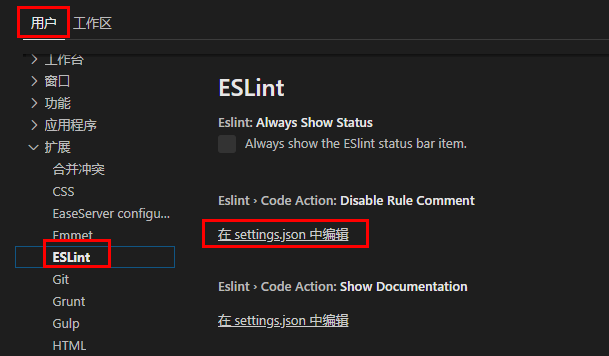 用户 工作区
工作台
窗口
功能
应用程序
扩展
合并冲突
CSS
EaseServer configu...
Emmet
ESLint
Git
Grunt
Gulp
HTML
ESLint
Eslint: Always Show Status
Always show the ESlint status bar item.
Eslint › Code Action: Disable Rule Comment
在 settings.json 中编辑
Eslint › Code Action: Show Documentation
在 settings.json 中编辑